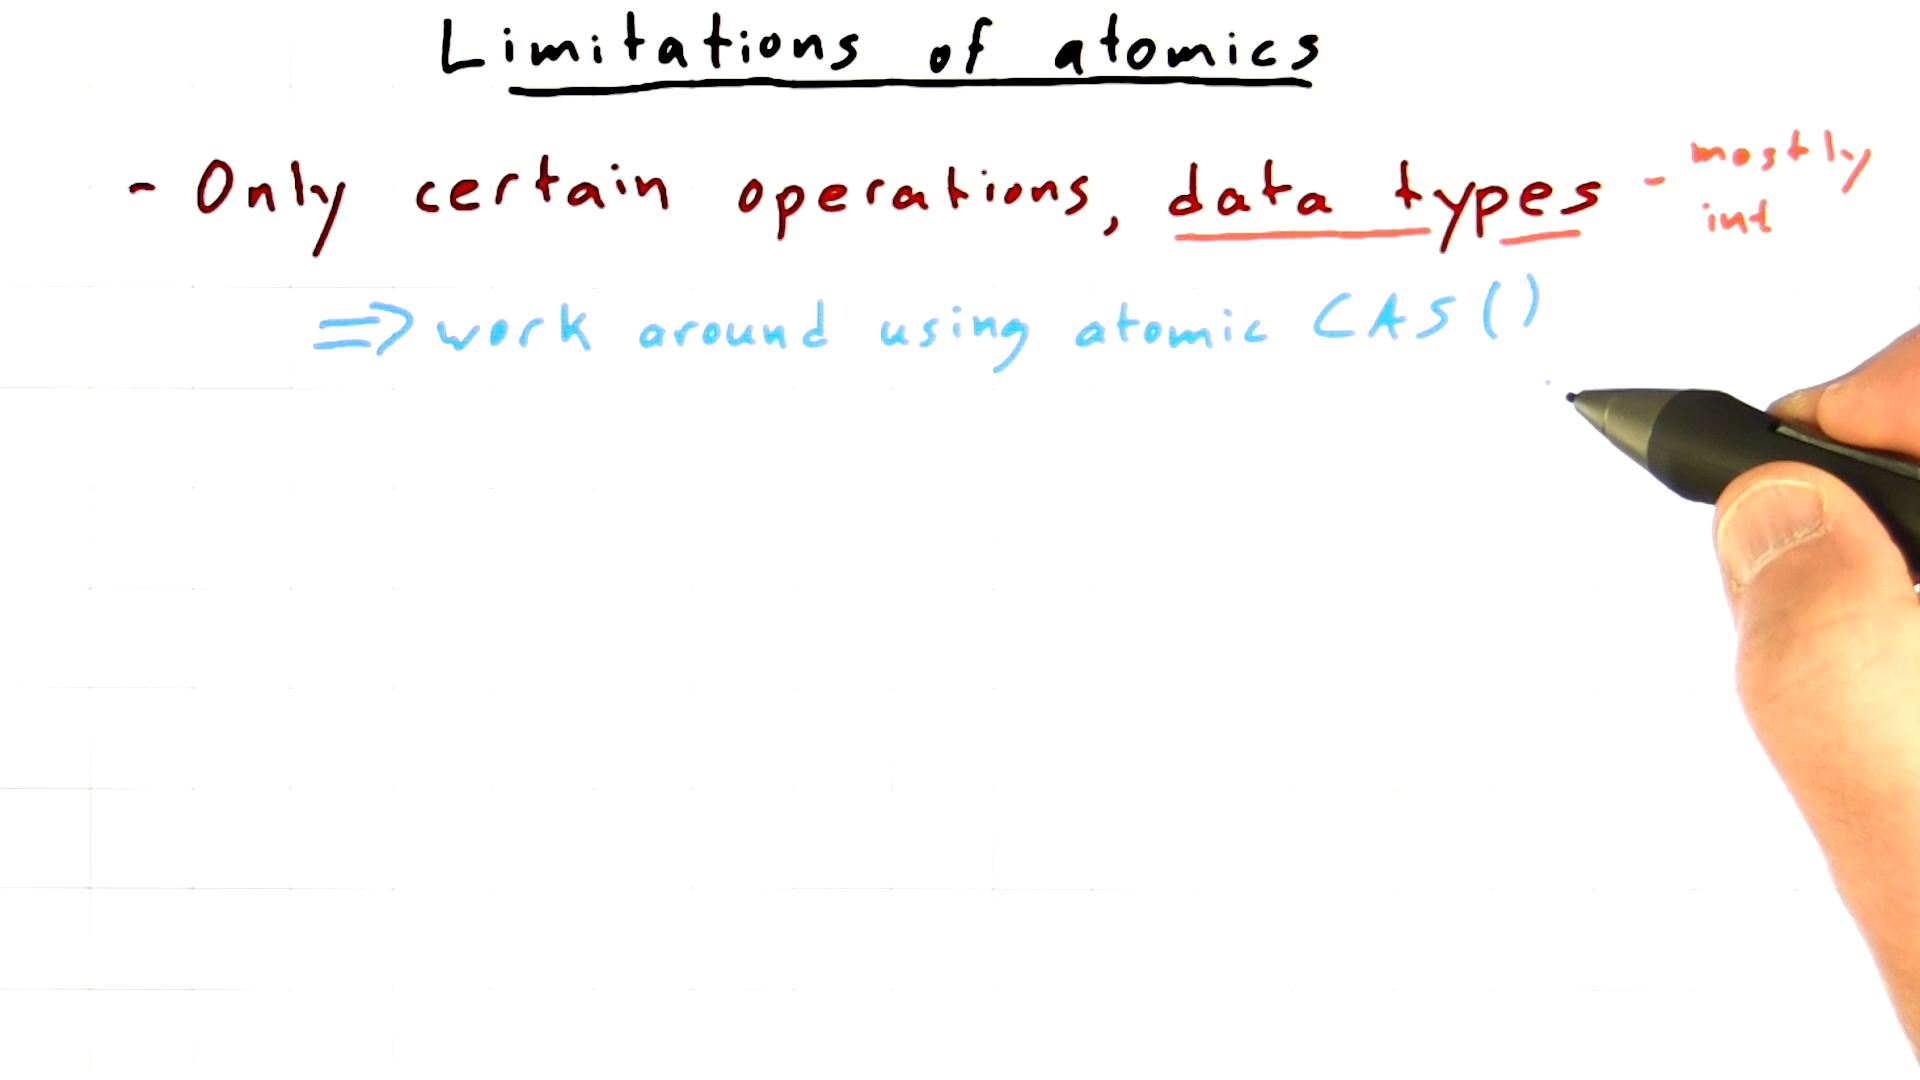 Limitations of atomics
- Only certain operations, data types - mostly int
=> work around using atomic CAS()